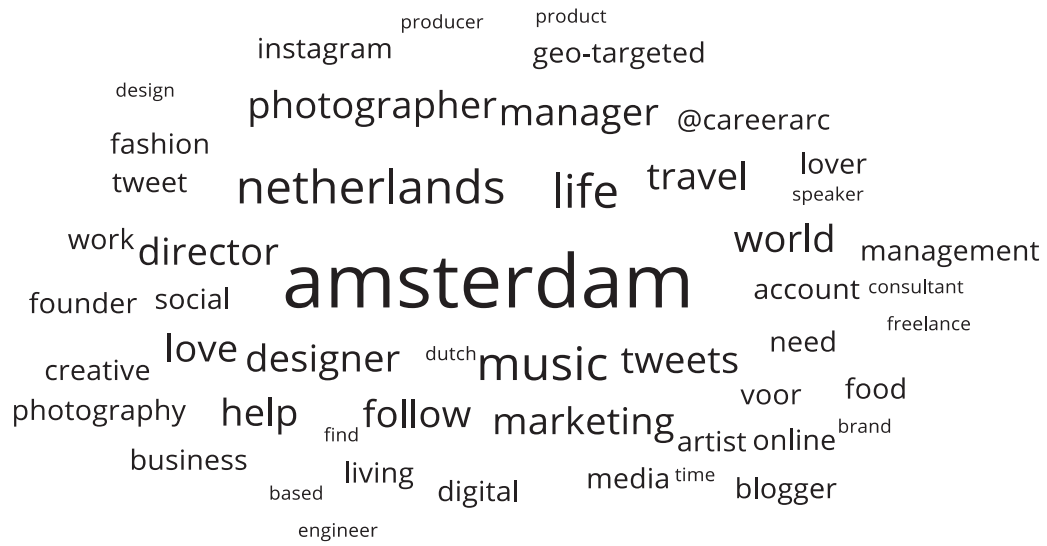 producer product
instagram geo-targeted
design
photographer manager @careerarc
fashion
lover
tweet netherlands life travel
speaker
work director world management
amsterdam
account consultant
founder social
freelance
love designer dutch music tweets need
creative
voor food
photography help follow marketing
find artist online brand
business living
media time
based digital blogger
engineer